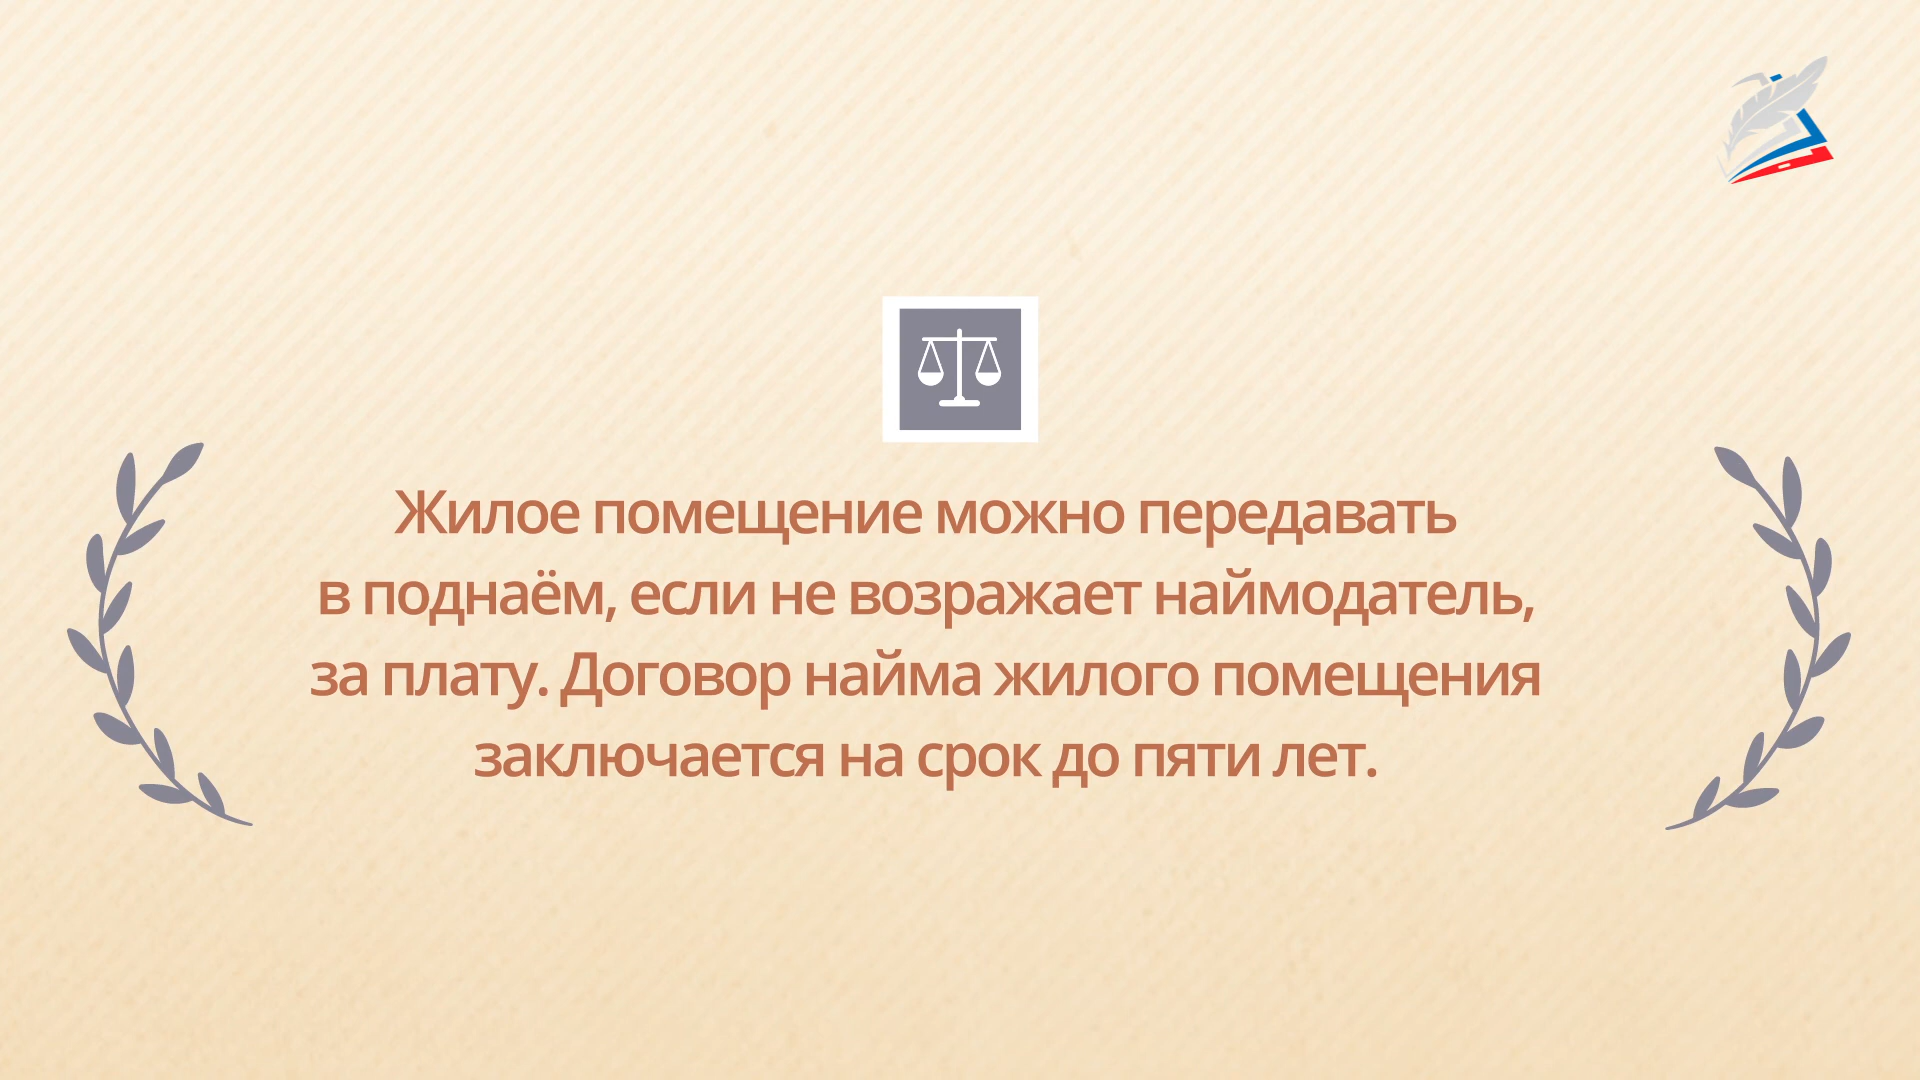 Жилое помещение можно передавать
в поднаём, если не возражает наймодатель,
за плату. Договор найма жилого помещения
заключается на срок до пяти лет.